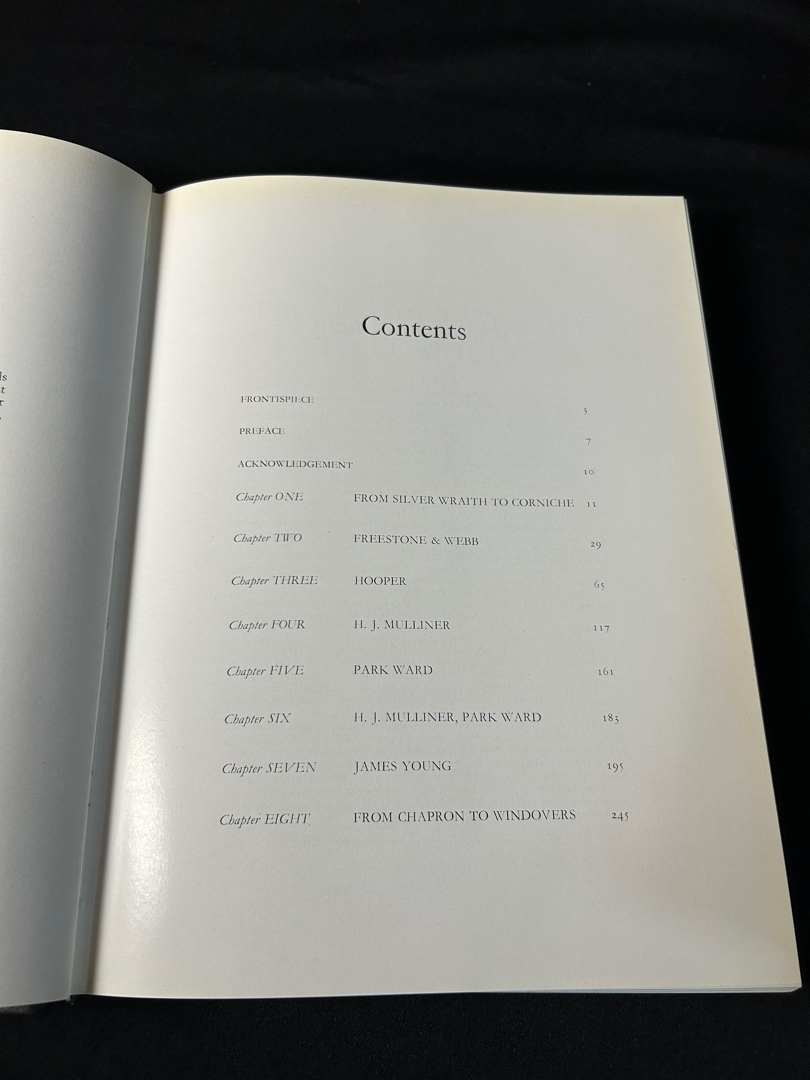 ls
t
r
Contents
FRONTISPIECE 3
PREFACE 7
ACKNOWLEDGEMENT 10
Chapter ONE FROM SILVER WRAITH TO CORNICHE 11
Chapter TWO FREESTONE & WEBB 29
Chapter THREE HOOPER 65
Chapter FOUR H. J. MULLINER 117
Chapter FIVE PARK WARD 161
Chapter SIX H. J. MULLINER, PARK WARD 183
Chapter SEVEN JAMES YOUNG 195
Chapter EIGHT FROM CHAPRON TO WINDOVERS 245